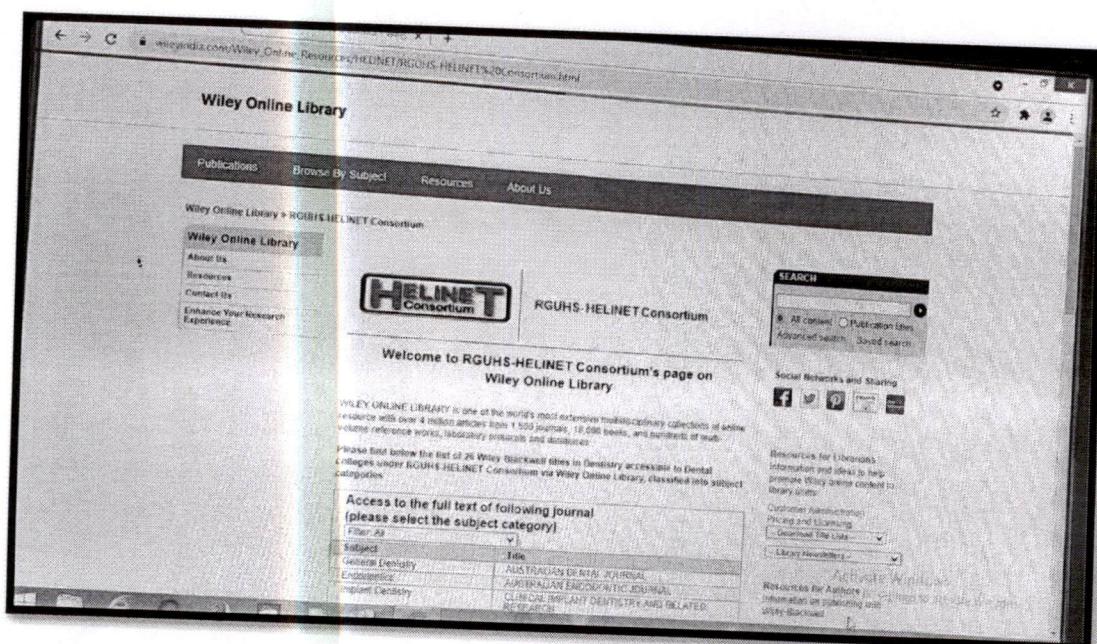 wileyindia.com/Wiley_Online_Resources/HELINET/RGUHS-HELINET%20Consortium.html
Wiley Online Library
Publications Browse By Subject Resources About Us
Wiley Online Library » RGUHS-HELINET Consortium
Wiley Online Library
About Us
Resources
Contact Us
Enhance Your Research
Experience
HELINET
Consortium
RGUHS-HELINET Consortium
Welcome to RGUHS-HELINET Consortium's page on
Wiley Online Library
WILEY ONLINE LIBRARY is one of the world's most extensive multidisciplinary collections of online
resource with over 4 million articles from 1,500 journals, 18,000 books, and hundreds of multi-
volume reference works, laboratory protocols and databases
Please find below the list of 26 Wiley Blackwell titles in Dentistry accessible to Dental
Colleges under RGUHS-HELINET Consortium via Wiley Online Library, classified into subject
categories
Access to the full text of following journal
(please select the subject category)
Filter: All
Subject Title
General Dentistry AUSTRALIAN DENTAL JOURNAL
Endodontics AUSTRALIAN ENDODONTIC JOURNAL
Implant Dentistry CLINICAL IMPLANT DENTISTRY AND RELATED
RESEARCH
SEARCH
All content Publication titles
Advanced search Saved search
Social Networks and Sharing
Resources for Librarians
Information and ideas to help
promote Wiley online content to
library users
Customer Administration
Pricing and Licensing
-- Download Title Lists --
-- Library Newsletters --
Activate Windows
Resources for Authors
Information on publishing with
Wiley-Blackwell